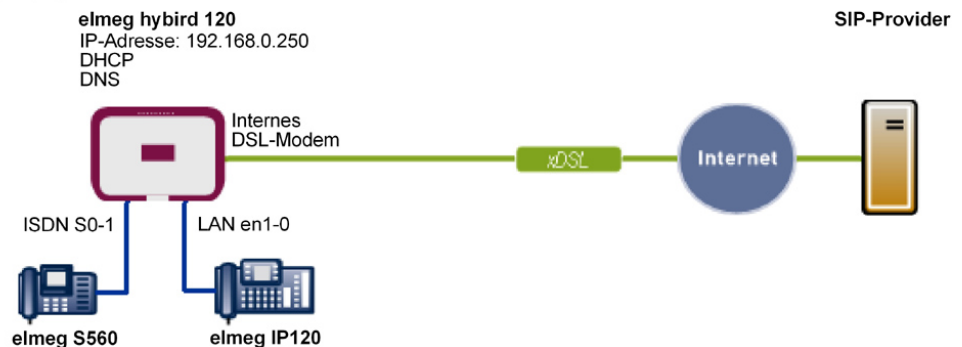 elmeg hybird 120
IP-Adresse: 192.168.0.250
DHCP
DNS
SIP-Provider
Internes
DSL-Modem
xDSL
Internet
ISDN S0-1
LAN en1-0
elmeg S560
elmeg IP120